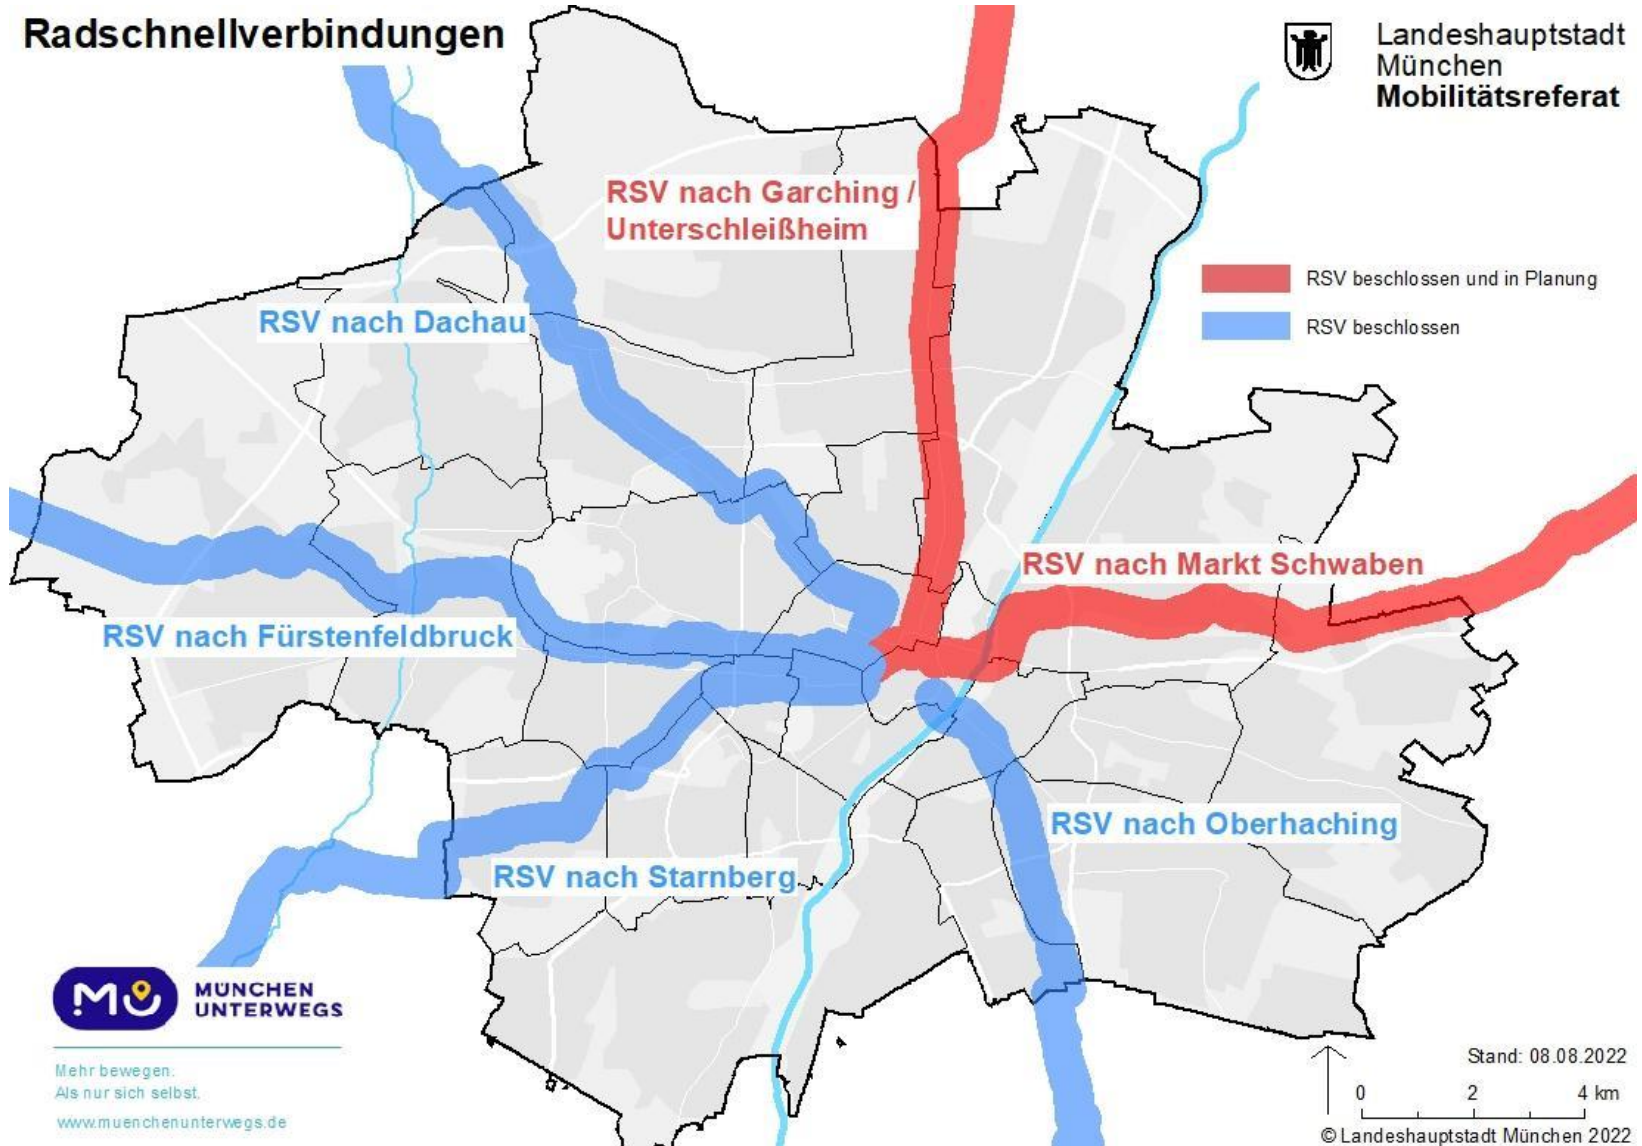 Radschnellverbindungen
Landeshauptstadt
München
Mobilitätsreferat
RSV nach Garching /
Unterschleißheim
RSV beschlossen und in Planung
RSV nach Dachau
RSV beschlossen
RSV nach Markt Schwaben
RSV nach Fürstenfeldbruck
RSV nach Oberhaching
RSV nach Starnberg
MÜNCHEN
UNTERWEGS
Mehr bewegen.
Als nur sich selbst.
www.muenchenunterwegs.de
Stand: 08.08.2022
0 2 4 km
© Landeshauptstadt München 2022